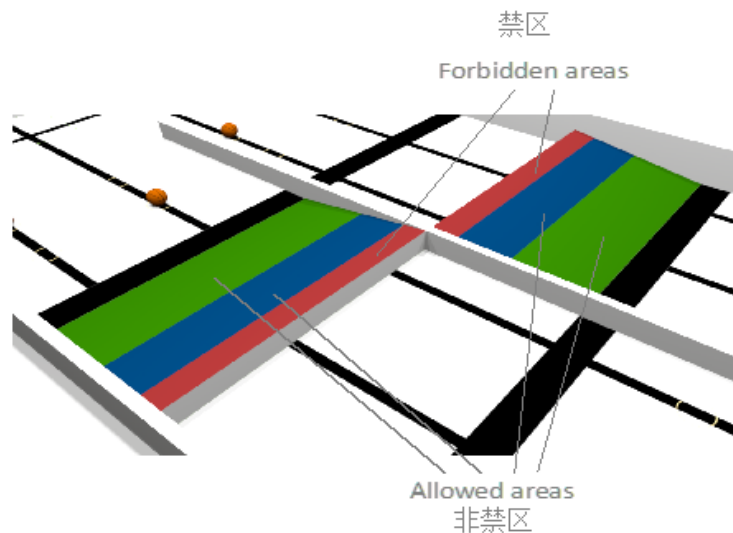 禁区
Forbidden areas
Allowed areas
非禁区